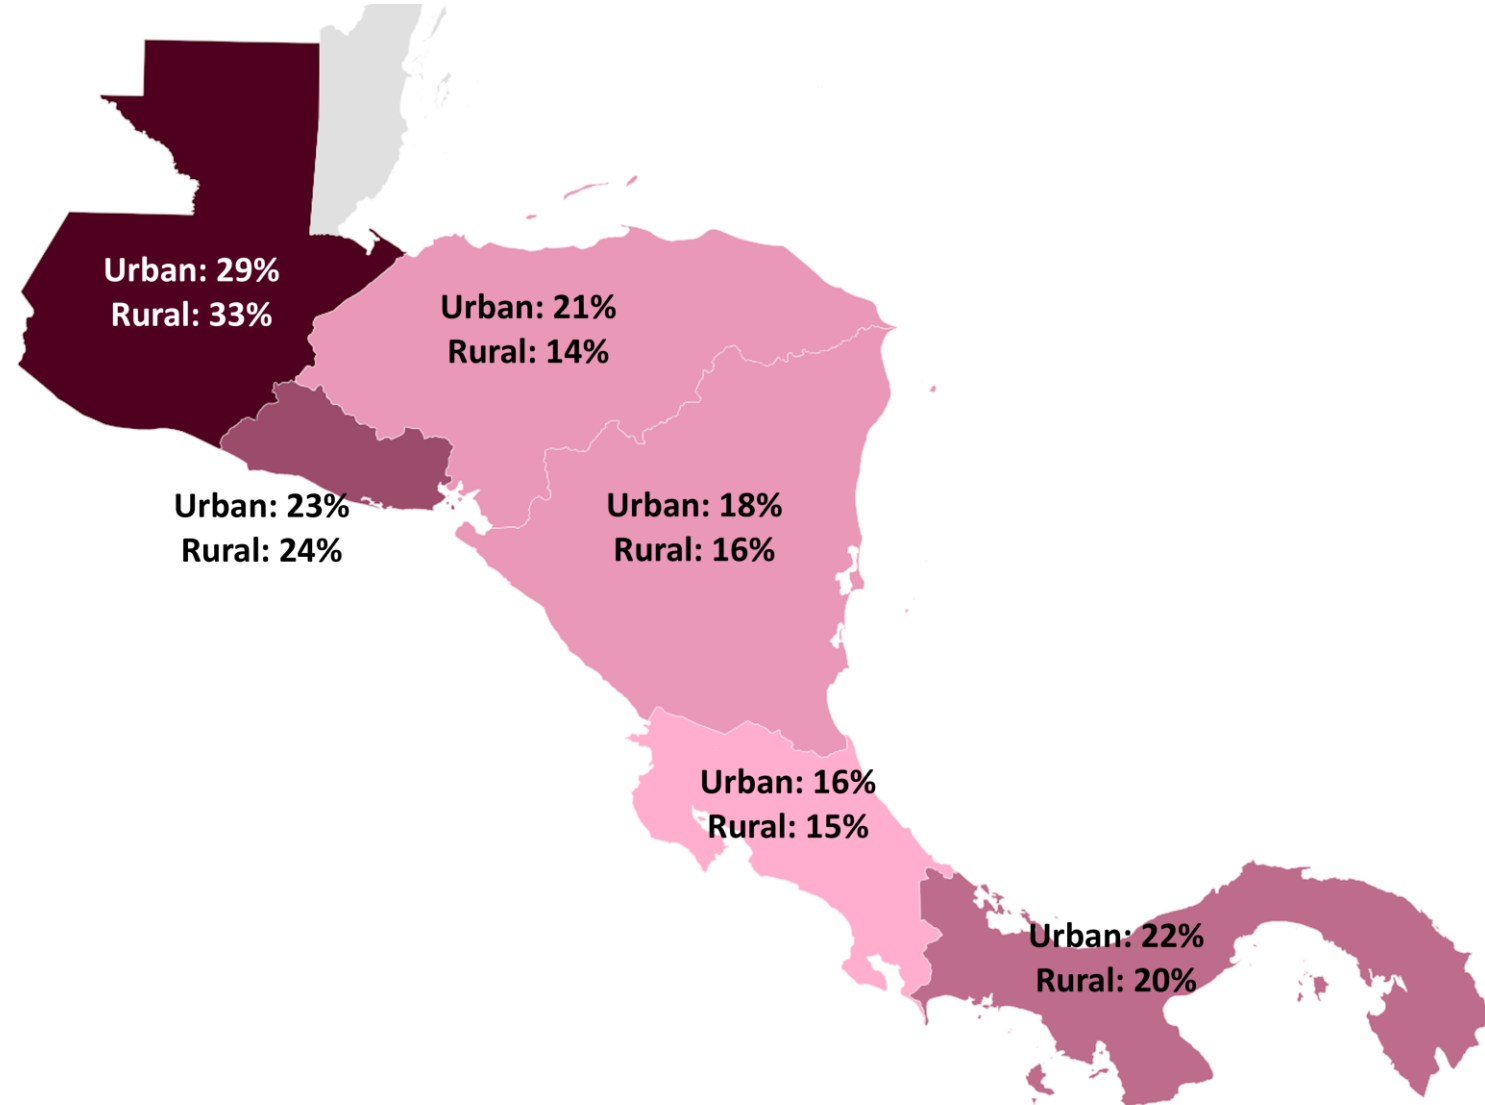 Urban: 29%
Rural: 33%
Urban: 21%
Rural: 14%
Urban: 23%
Rural: 24%
Urban: 18%
Rural: 16%
Urban: 16%
Rural: 15%
Urban: 22%
Rural: 20%